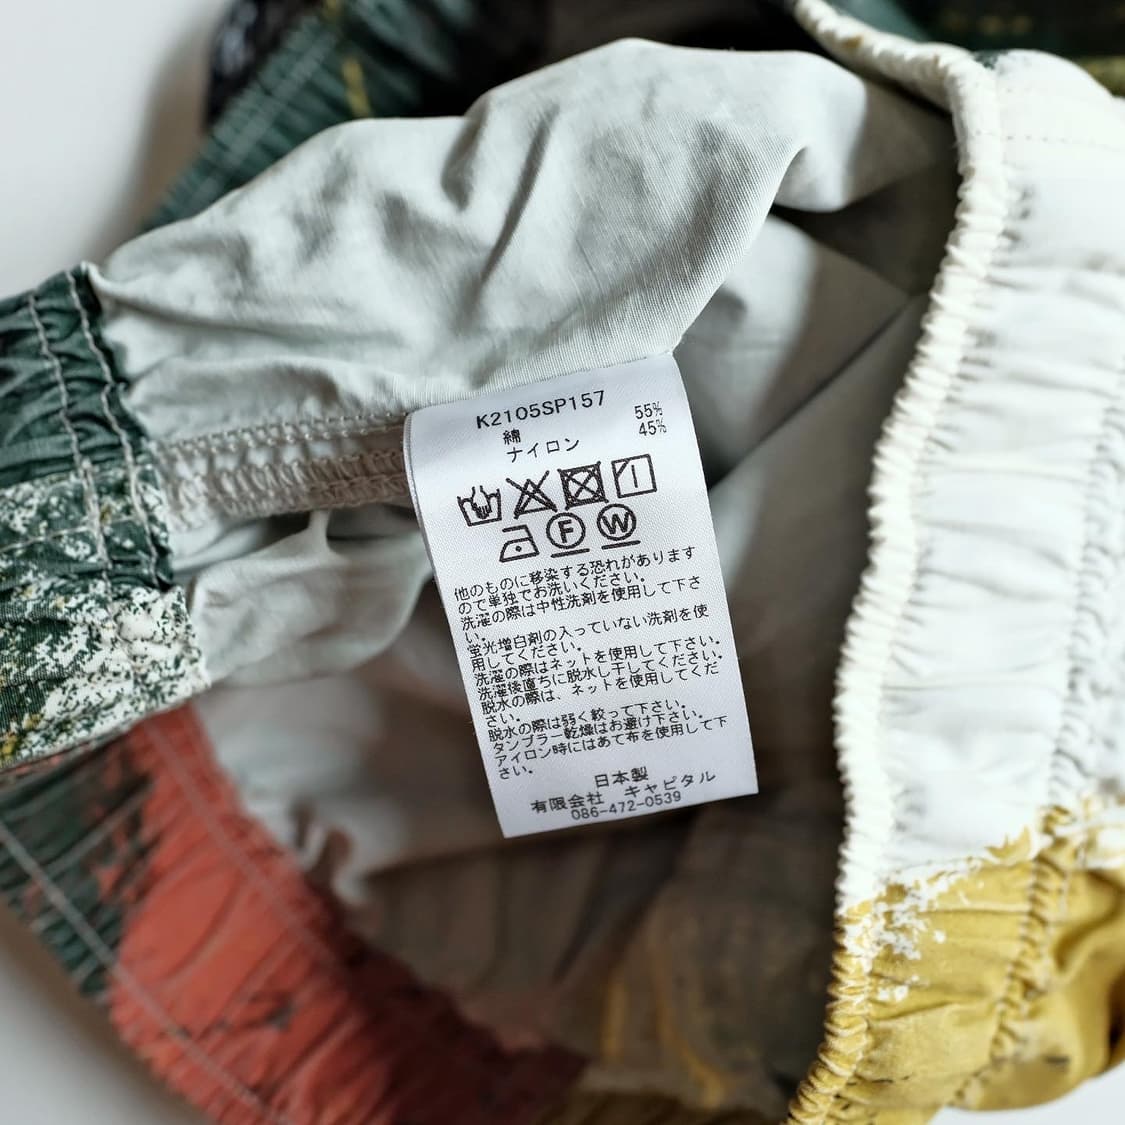 K2105SP157
綿 55%
ナイロン 45%
F W
他のものに移染する恐れがあります
ので単独でお洗いください。
洗濯の際は中性洗剤を使用して下さ
い。
蛍光増白剤の入っていない洗剤を使
用してください。
洗濯の際はネットを使用して下さい。
洗濯後直ちに脱水し干してください。
脱水の際は、ネットを使用してくだ
さい。
脱水の際は弱く絞って下さい。
タンブラー乾燥はお避け下さい。
アイロン時にはあて布を使用して下
さい。
日本製
有限会社 キャピタル
086-472-0539